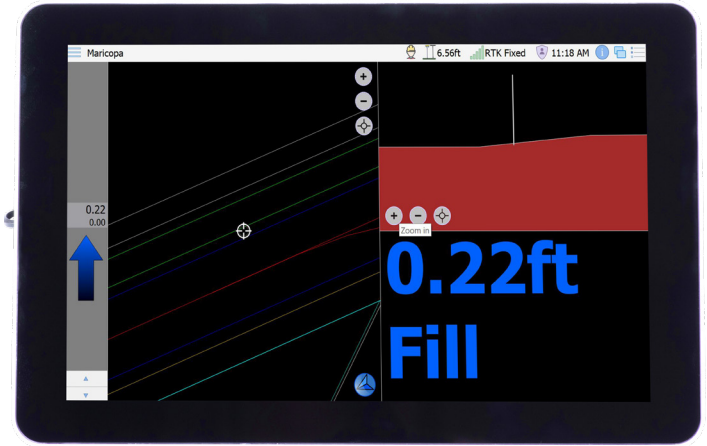 Maricopa
6.56ft
RTK Fixed
11:18 AM
0.22
0.00
Zoom in
0.22ft
Fill